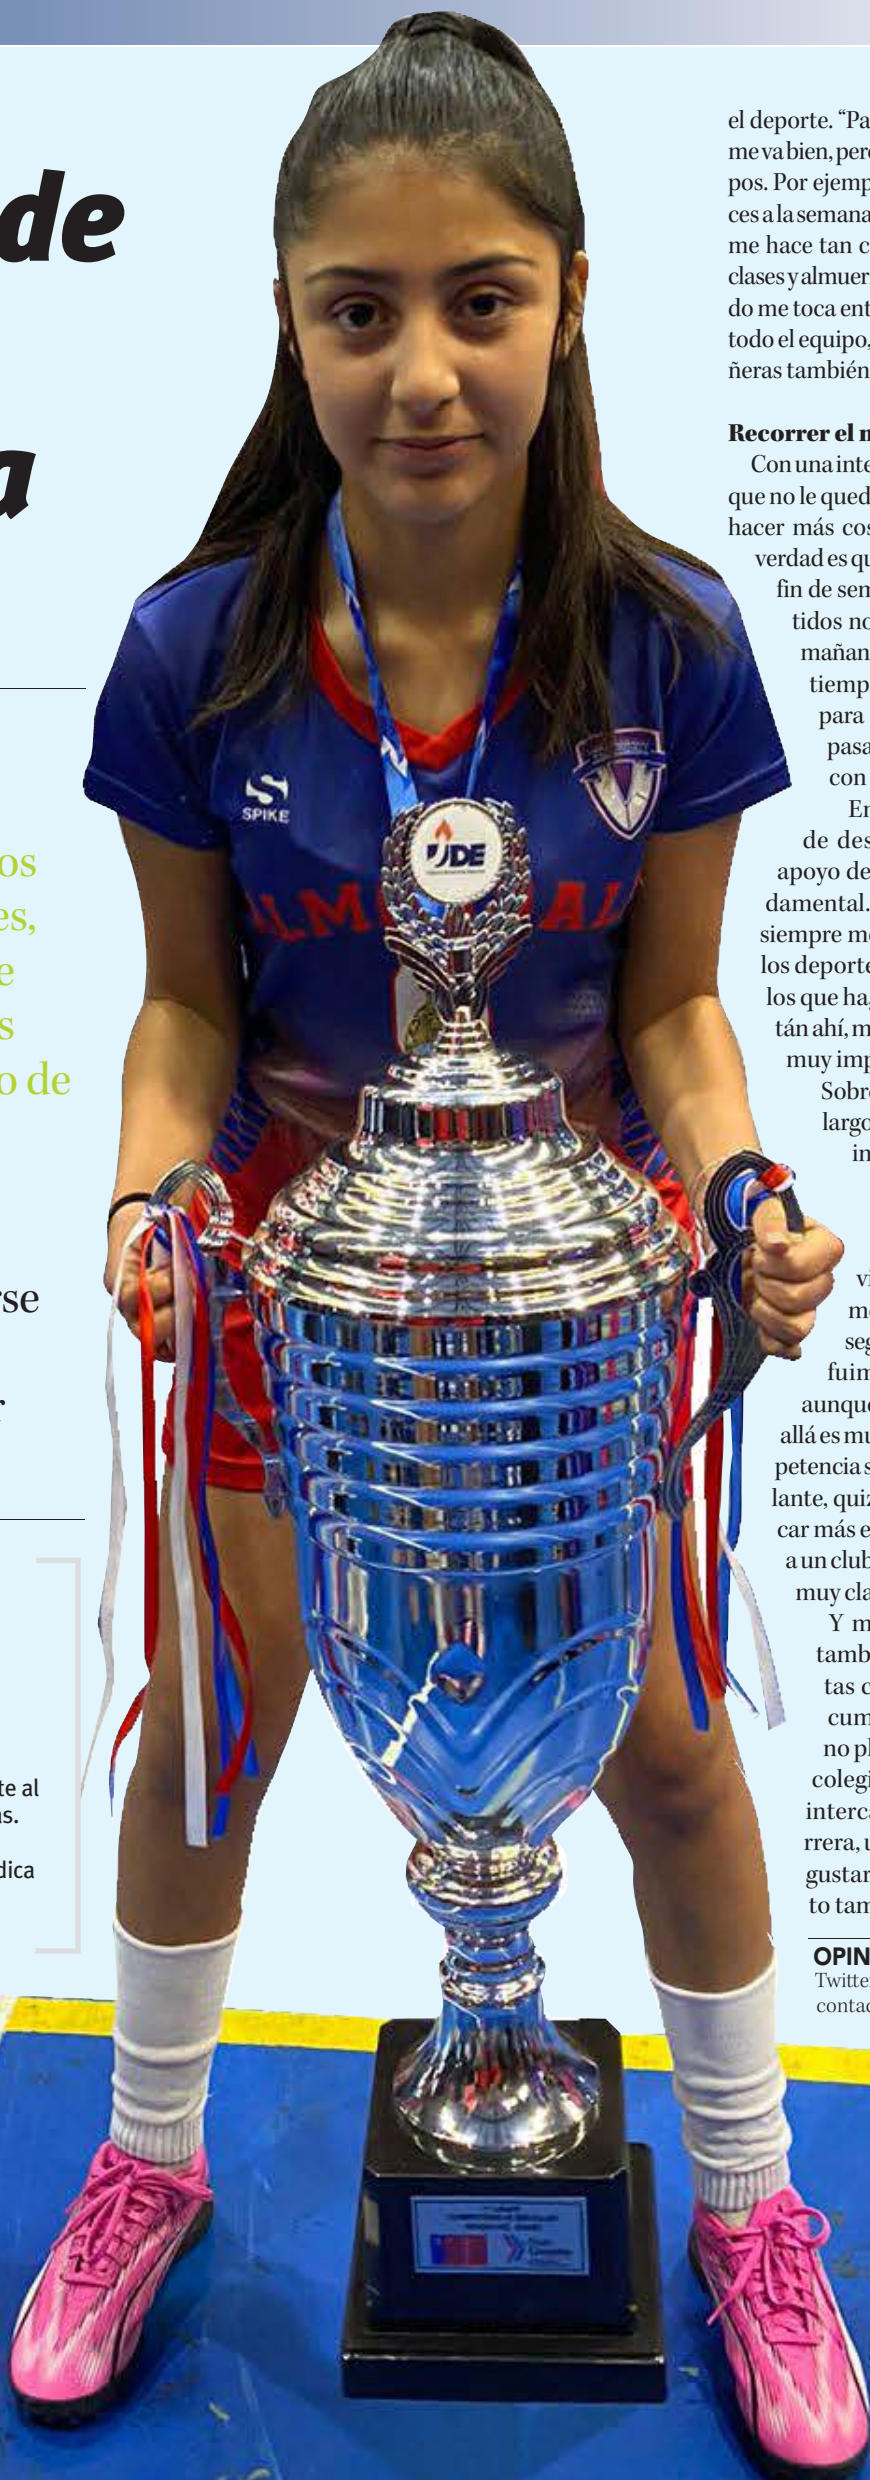 de
a
os
es,
e
s
o de
rse
r
te al
as.
dica
SPIKE
JDE
ALM
AL
el deporte. “Pa
me va bien, per
pos. Por ejemp
ces a la semana
me hace tan c
clases y almuer
do me toca ent
todo el equipo,
ñeras también
Recorrer el m
Con una inte
que no le qued
hacer más cos
verdad es qu
fin de sem
tidos no
mañan
tiemp
para
pasa
con
En
de des
apoyo de
damental.
siempre me
los deporte
los que ha
tán ahí, m
muy imp
Sobre
largo
in
vi
me
seg
fuim
aunque
allá es mu
petencia s
lante, quiz
car más e
a un club
muy cla
Y m
tamb
tas c
cum
no pl
colegi
interca
rrera, u
gustar
to tam
OPIN
Twitte
contac